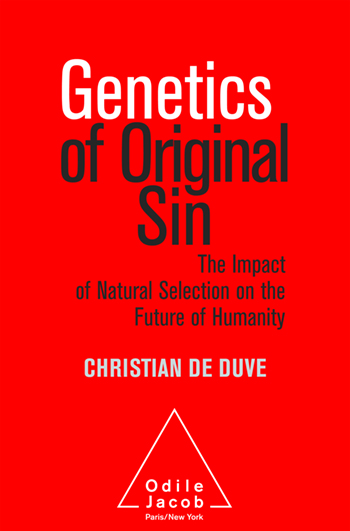 Genetics
of Original
Sin
The Impact
of Natural Selection on the
Future of Humanity
CHRISTIAN DE DUVE
Odile
Jacob
Paris/New York